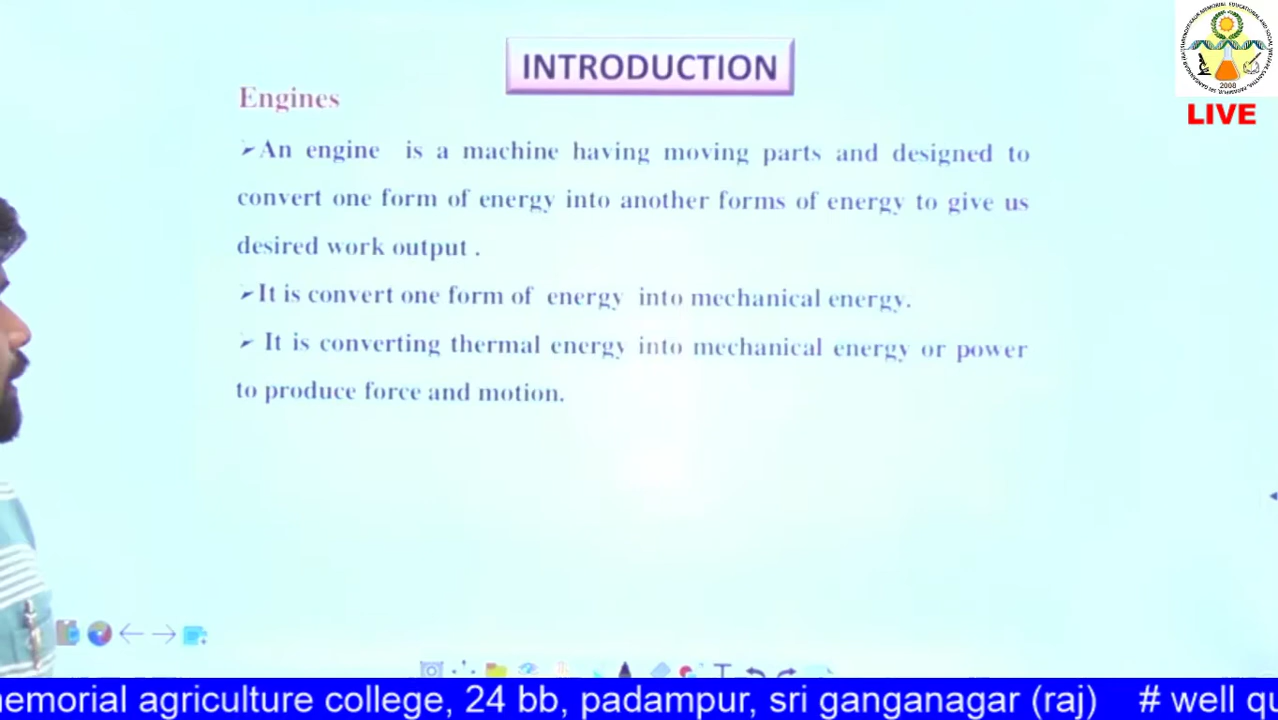 INTRODUCTION
Engines
An engine is a machine having moving parts and designed to
convert one form of energy into another forms of energy to give us
desired work output .
It is convert one form of energy into mechanical energy.
It is converting thermal energy into mechanical energy or power
to produce force and motion.
2008
LIVE
memorial agriculture college, 24 bb, padampur, sri ganganagar (raj) # well qu